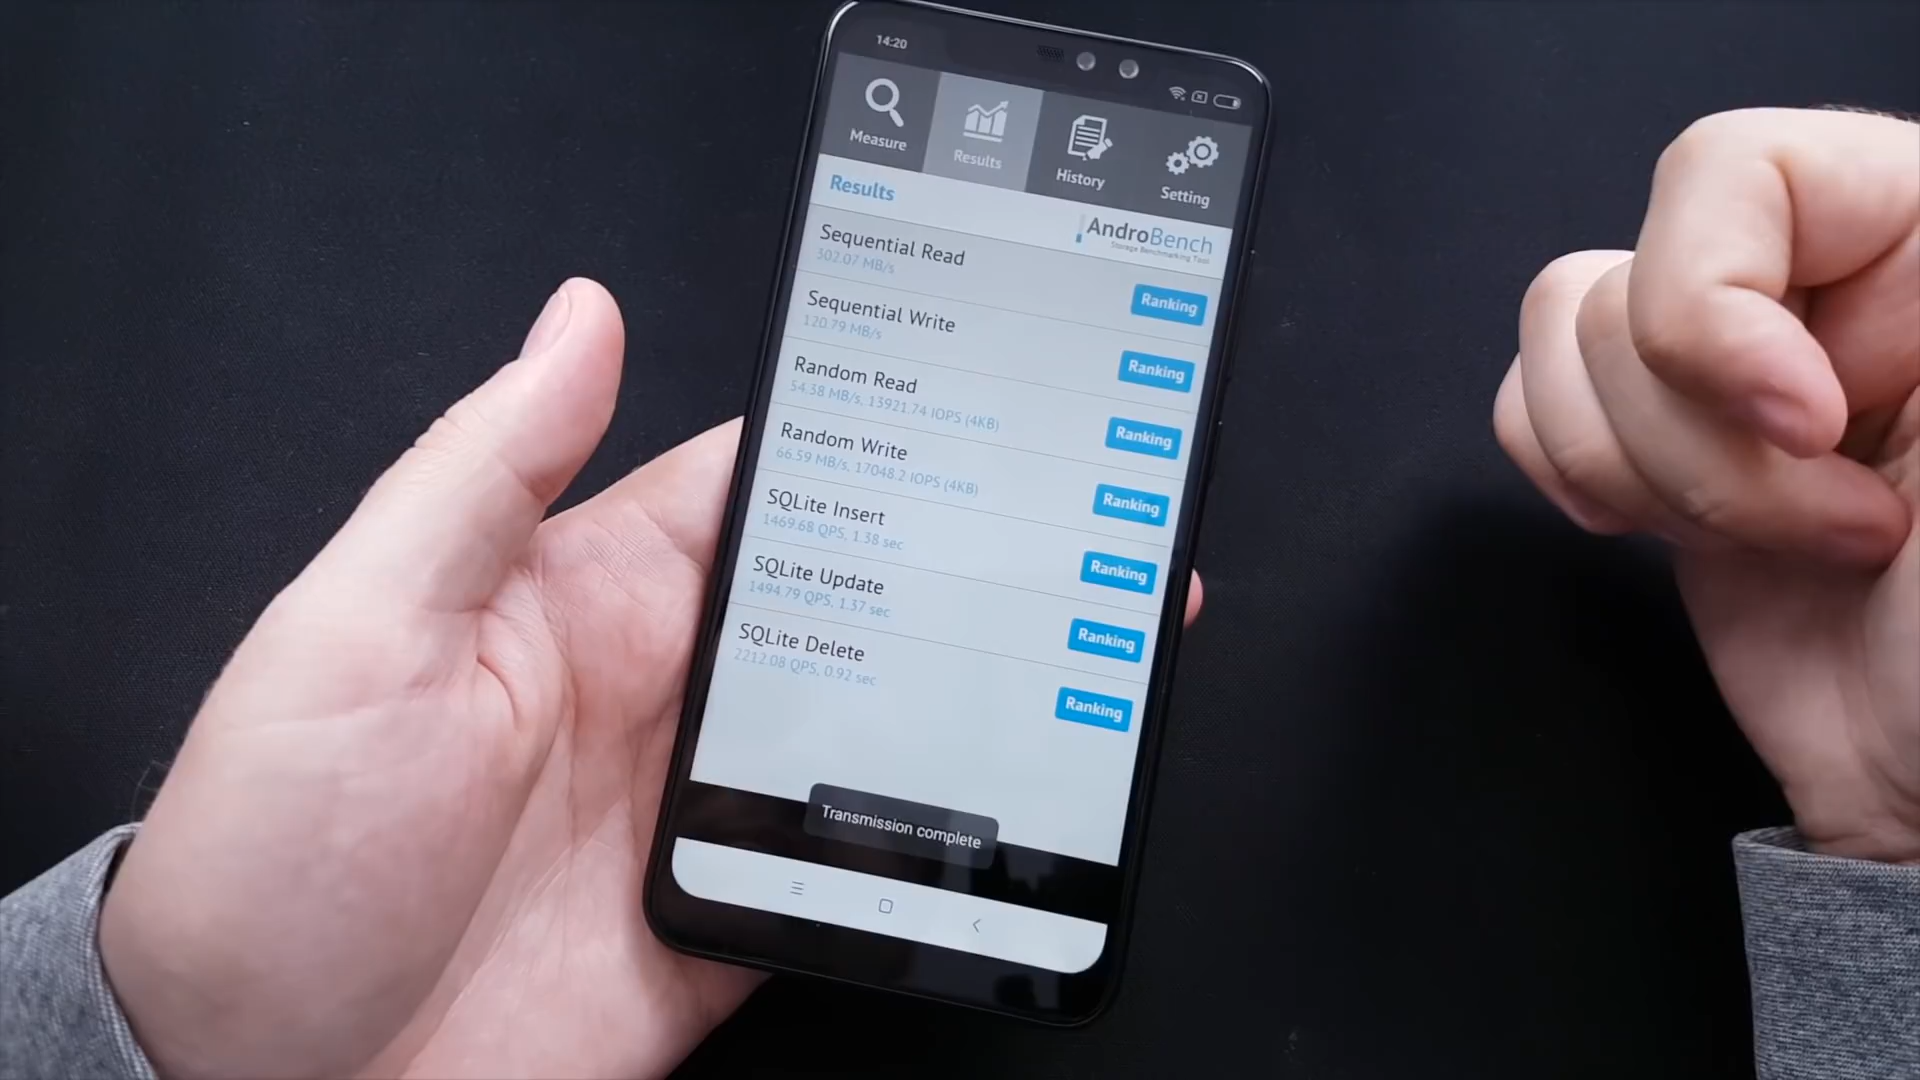 14:20
Measure
Results
History
Setting
Results
AndroBench
Storage Benchmarking Tool
Sequential Read
302.07 MB/s
Ranking
Sequential Write
120.79 MB/s
Ranking
Random Read
54.38 MB/s, 13921.74 IOPS (4KB)
Ranking
Random Write
66.59 MB/s, 17048.2 IOPS (4KB)
Ranking
SQLite Insert
1469.68 QPS, 1.38 sec
Ranking
SQLite Update
1494.79 QPS, 1.37 sec
Ranking
SQLite Delete
2212.08 QPS, 0.92 sec
Ranking
Transmission complete